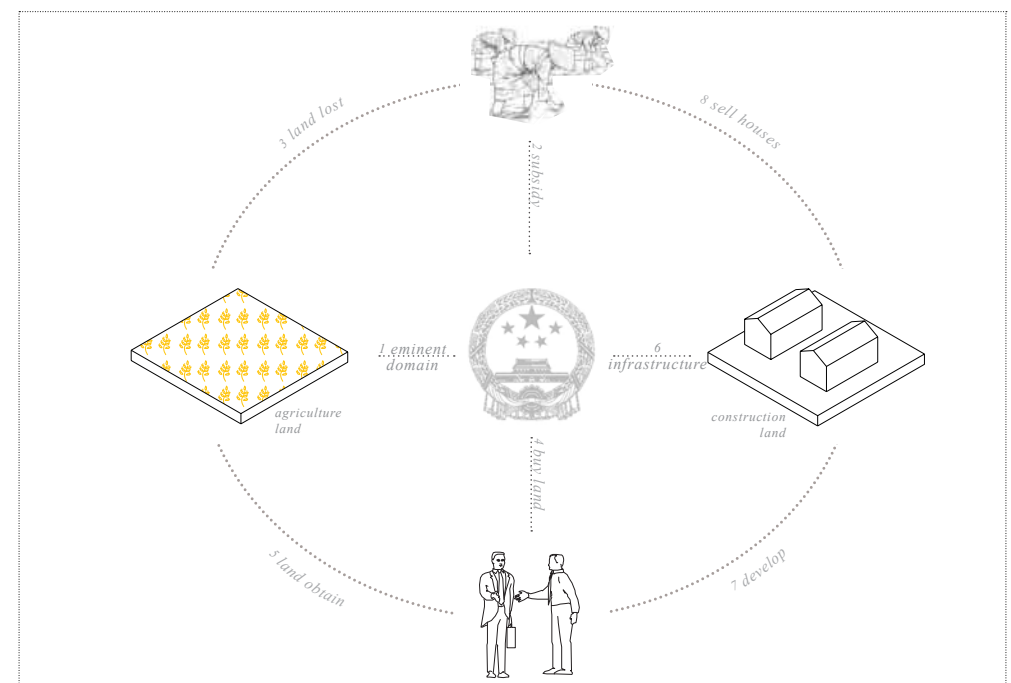 3 land lost
8 sell houses
2 subsidy
1 eminent
domain
6
infrastructure
agriculture
land
construction
land
4 buy land
5 land obtain
7 develop